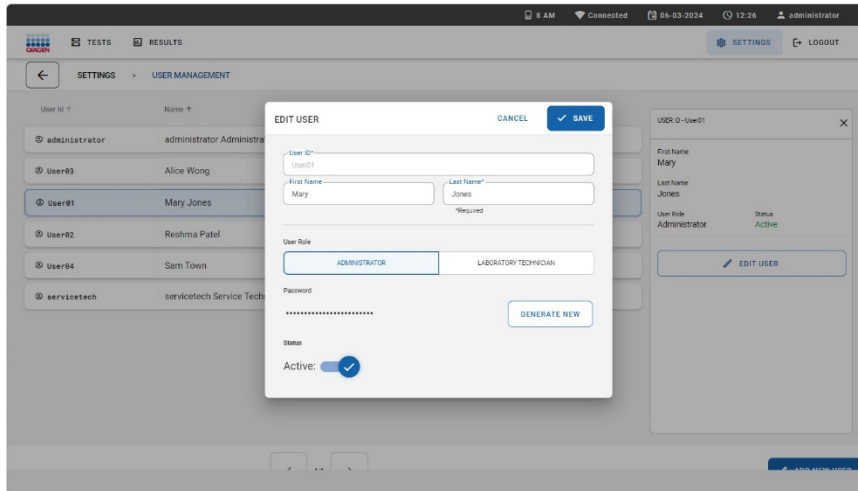 8 AM Connected 06-03-2024 12:26 administrator
QIAGEN TESTS RESULTS SETTINGS LOGOUT
SETTINGS > USER MANAGEMENT
User Id ↑ Name ↑
administrator administrator Administra
User03 Alice Wong
User01 Mary Jones
User02 Reshma Patel
User04 Sam Town
servicetech servicetech Service Tech
EDIT USER CANCEL SAVE
User ID*
User01
First Name Last Name*
Mary Jones
*Required
User Role
ADMINISTRATOR LABORATORY TECHNICIAN
Password
GENERATE NEW
Status
Active:
USER ID - User01
First Name
Mary
Last Name
Jones
User Role Status
Administrator Active
EDIT USER
ADD NEW USER